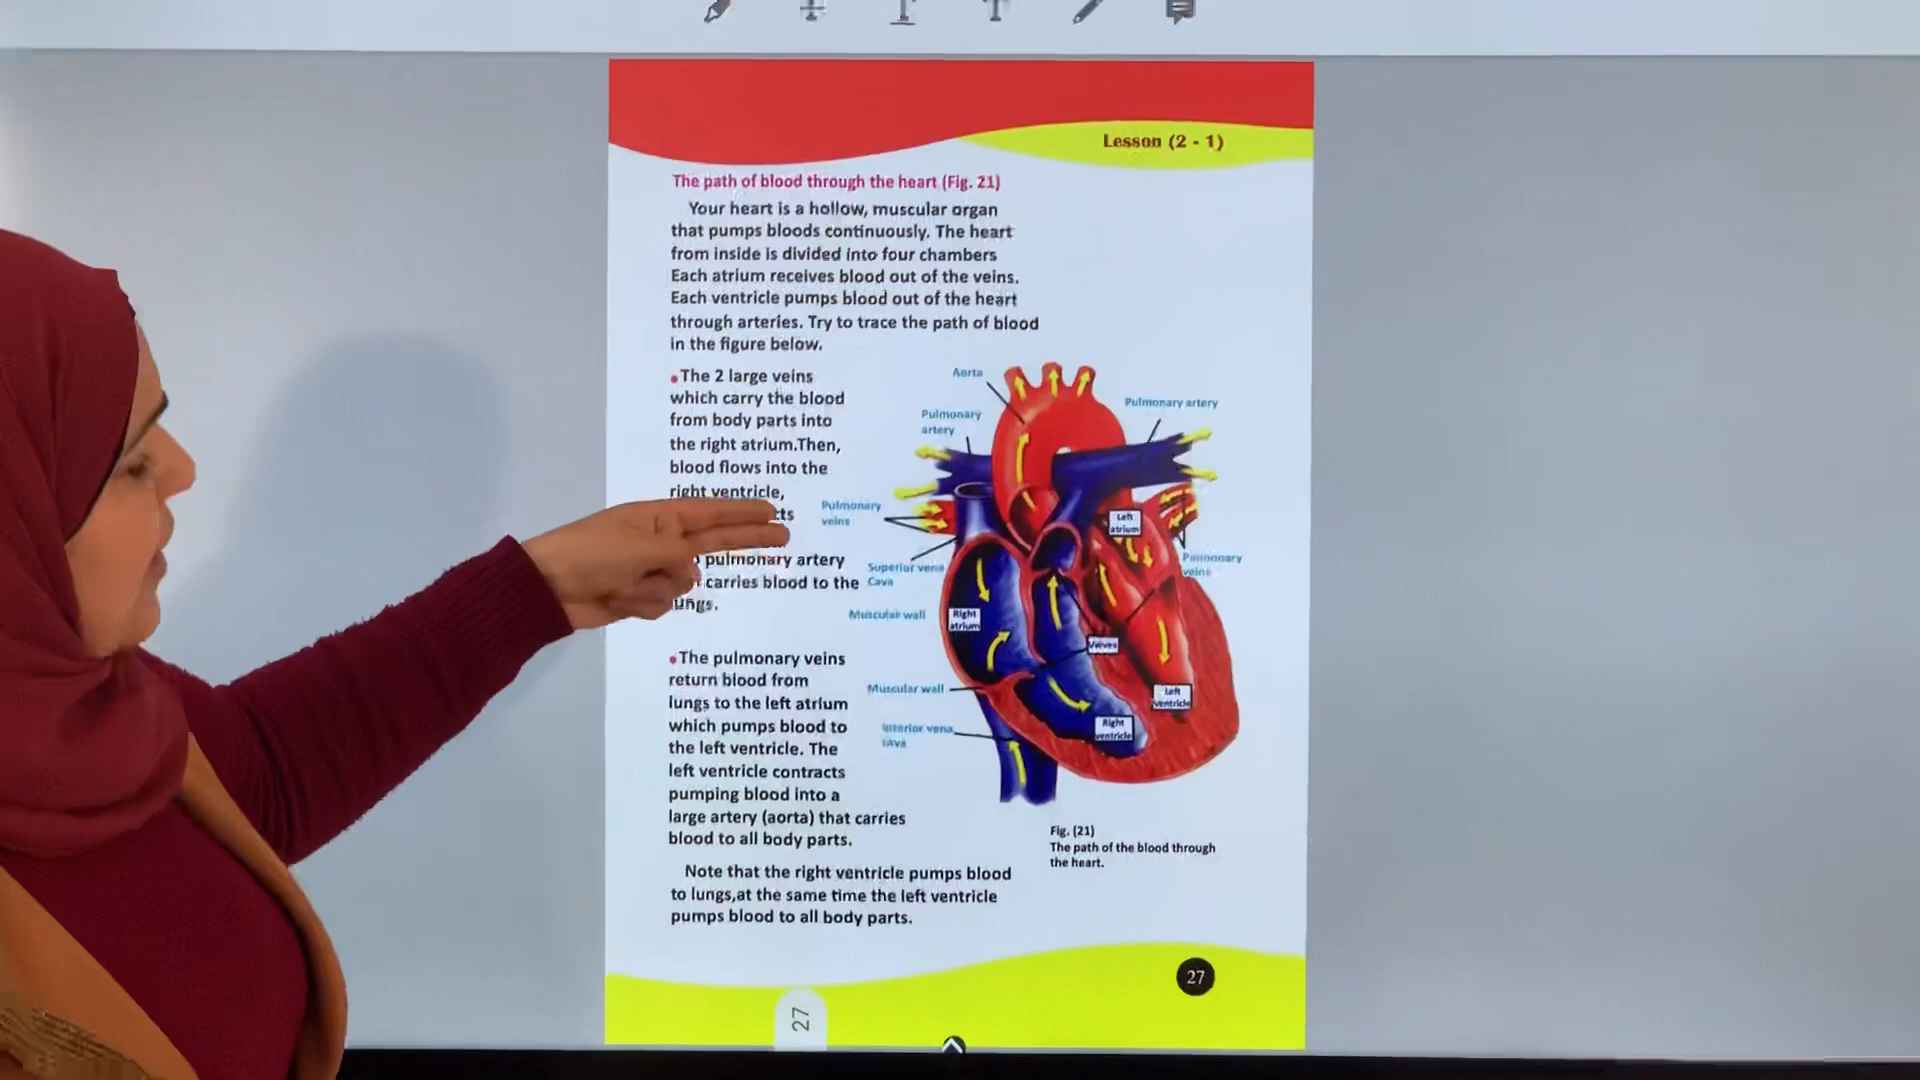 Lesson (2 - 1)
The path of blood through the heart (Fig. 21)
Your heart is a hollow, muscular organ
that pumps bloods continuously. The heart
from inside is divided into four chambers
Each atrium receives blood out of the veins.
Each ventricle pumps blood out of the heart
through arteries. Try to trace the path of blood
in the figure below.
•The 2 large veins
which carry the blood
from body parts into
the right atrium.Then,
blood flows into the
right ventricle,
pulmonary artery
carries blood to the
lungs.
•The pulmonary veins
return blood from
lungs to the left atrium
which pumps blood to
the left ventricle. The
left ventricle contracts
pumping blood into a
large artery (aorta) that carries
blood to all body parts.
Note that the right ventricle pumps blood
to lungs,at the same time the left ventricle
pumps blood to all body parts.
Aorta
Pulmonary artery
Pulmonary
artery
Pulmonary
veins
Left
atrium
Pulmonary
veins
Superior vena
Cava
Muscular wall
Right
atrium
Valves
Muscular wall
Left
ventricle
Right
ventricle
Interior vena
cava
Fig. (21)
The path of the blood through
the heart.
27
27